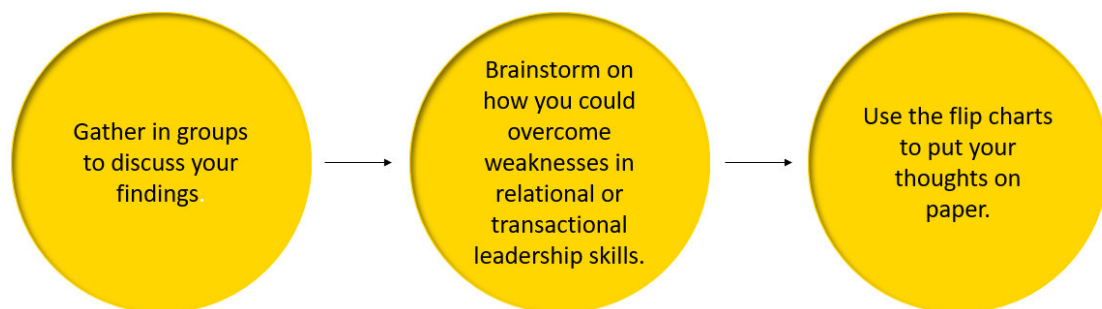 Gather in groups
to discuss your
findings.
Brainstorm on
how you could
overcome
weaknesses in
relational or
transactional
leadership skills.
Use the flip charts
to put your
thoughts on
paper.